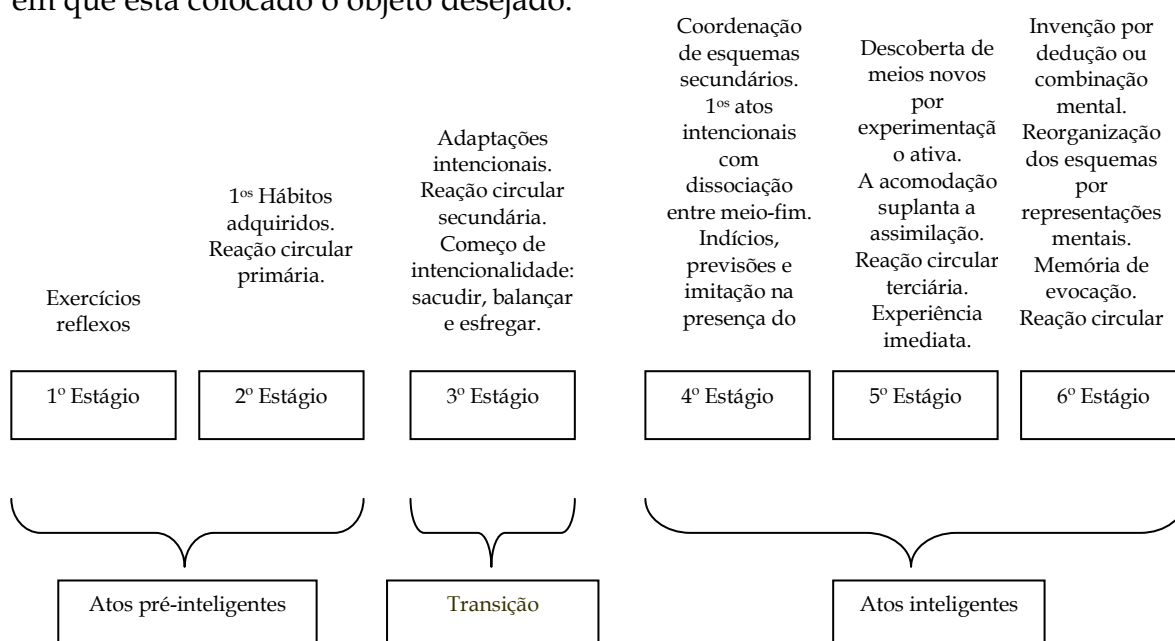 em que está colocado o objeto desejado.
Exercícios
reflexos
1os Hábitos
adquiridos.
Reação circular
primária.
Adaptações
intencionais.
Reação circular
secundária.
Começo de
intencionalidade:
sacudir, balançar
e esfregar.
Coordenação
de esquemas
secundários.
1os atos
intencionais
com
dissociação
entre meio-fim.
Indícios,
previsões e
imitação na
presença do
Descoberta de
meios novos
por
experimentaçã
o ativa.
A acomodação
suplanta a
assimilação.
Reação circular
terciária.
Experiência
imediata.
Invenção por
dedução ou
combinação
mental.
Reorganização
dos esquemas
por
representações
mentais.
Memória de
evocação.
Reação circular
1º Estágio
2º Estágio
3º Estágio
4º Estágio
5º Estágio
6º Estágio
Atos pré-inteligentes
Transição
Atos inteligentes